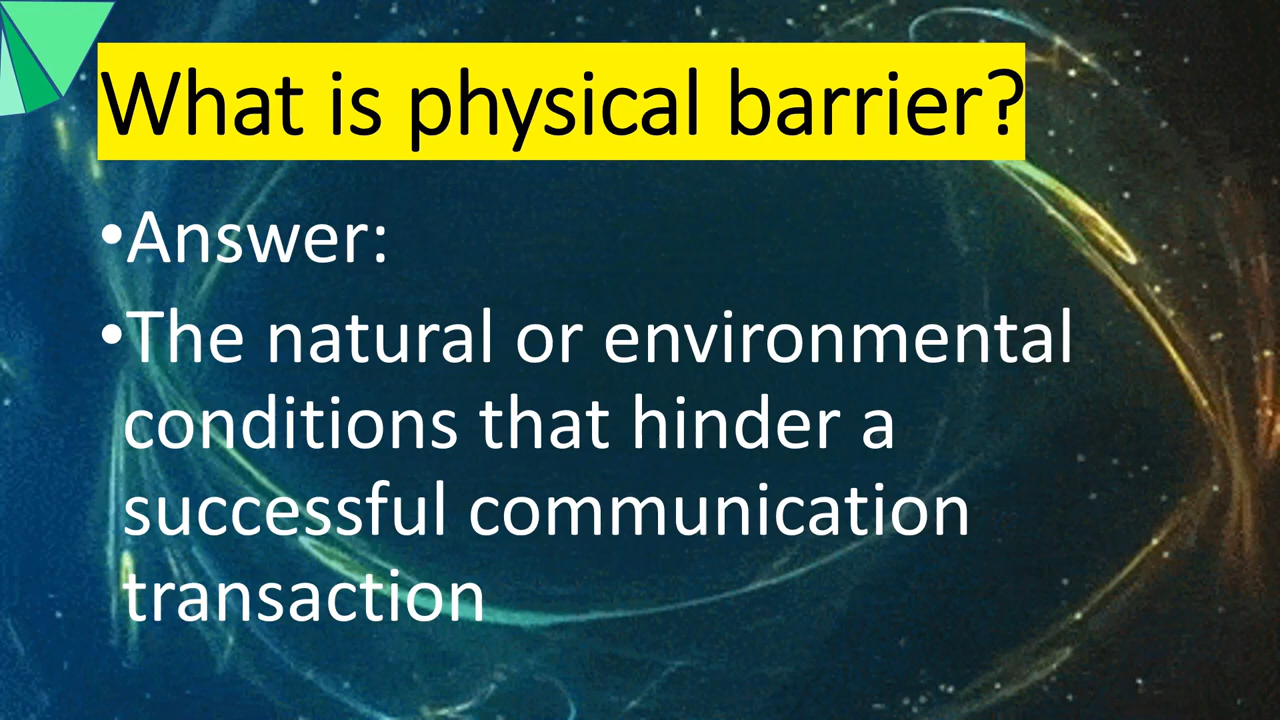 What is physical barrier?
•Answer:
•The natural or environmental
conditions that hinder a
successful communication
transaction